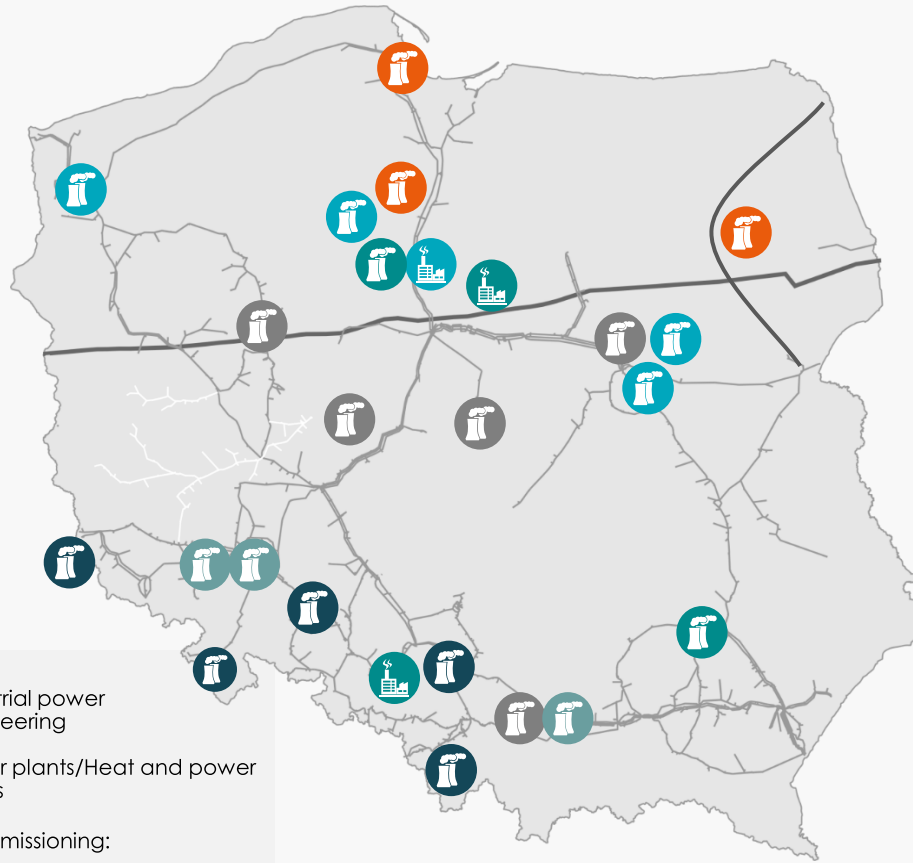 rial power
eering
r plants/Heat and power
s
missioning: